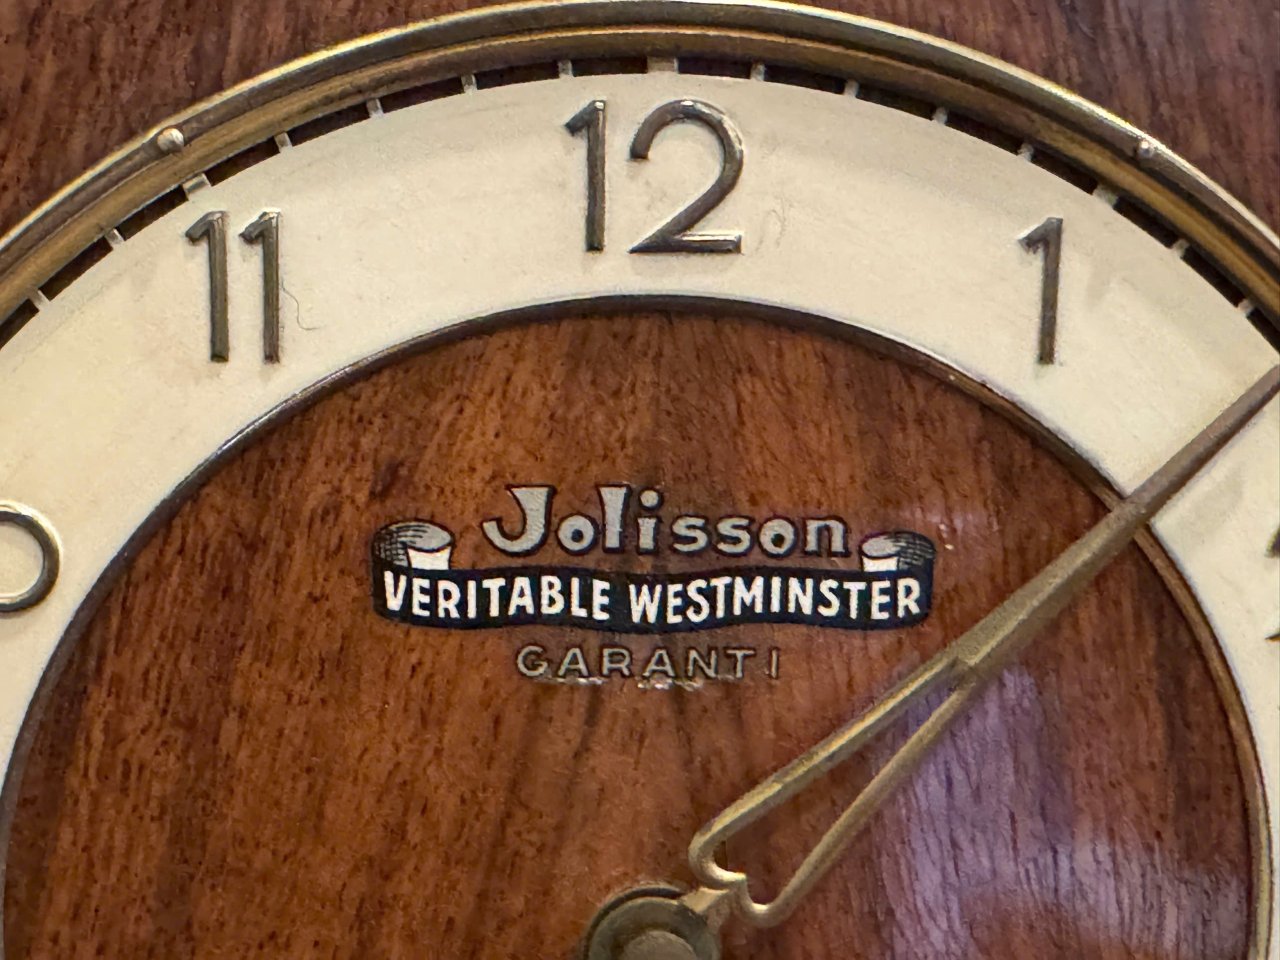 12
11
1
Jolisson
VERITABLE WESTMINSTER
GARANTI